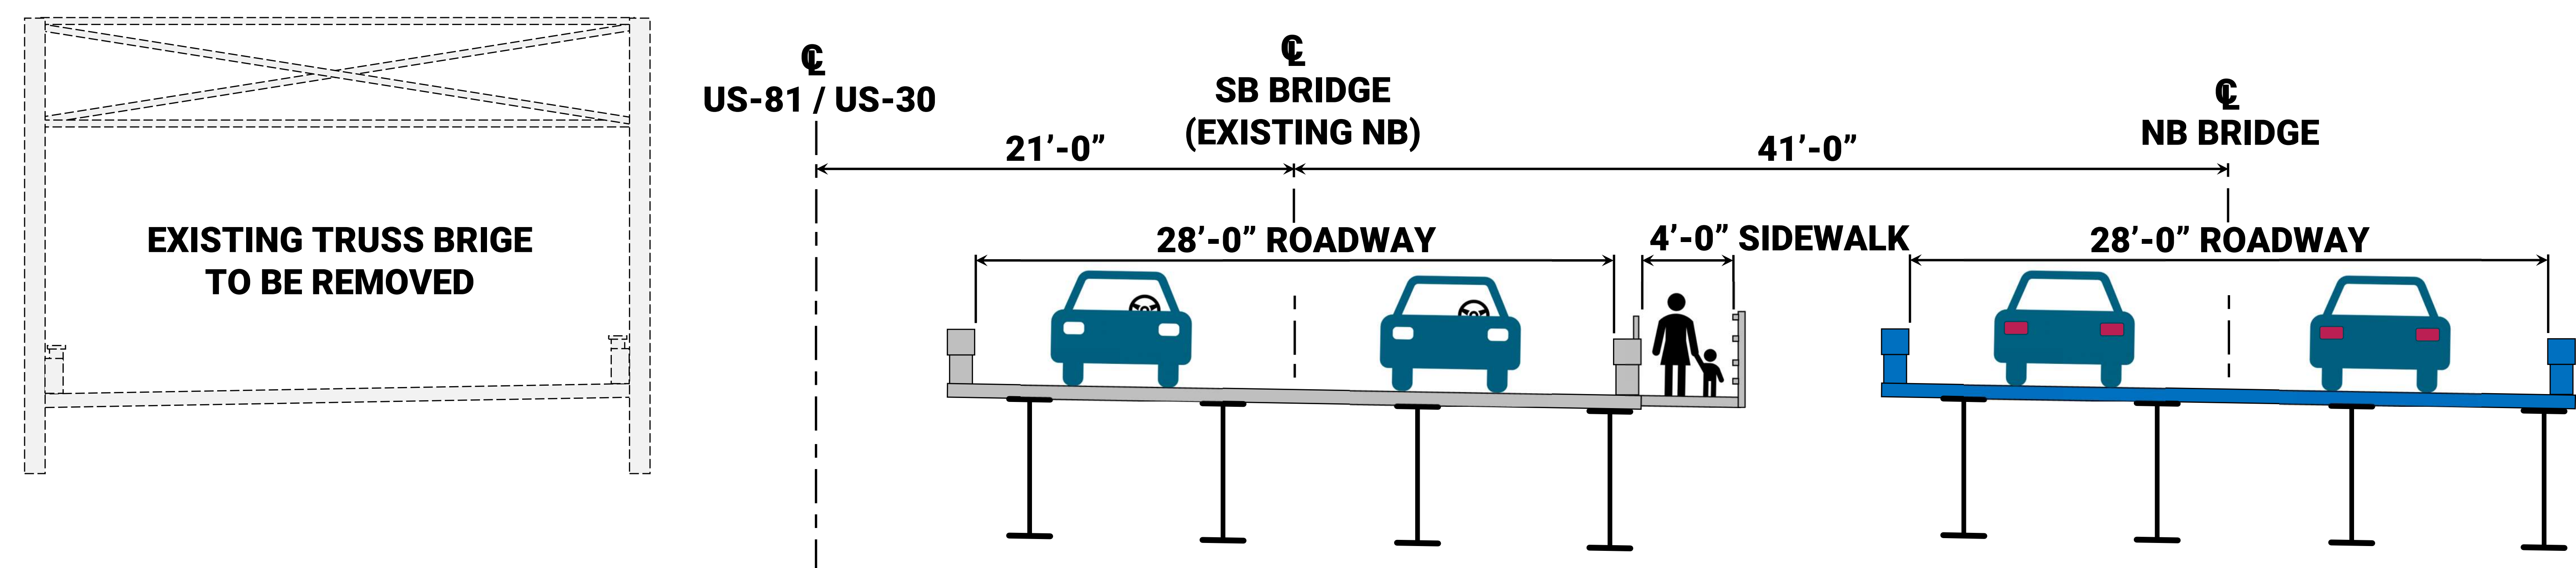 EXISTING TRUSS BRIGE
TO BE REMOVED
℄
US-81 / US-30
21’-0”
℄
SB BRIDGE
(EXISTING NB)
41’-0”
℄
NB BRIDGE
28’-0” ROADWAY
4’-0” SIDEWALK
28’-0” ROADWAY